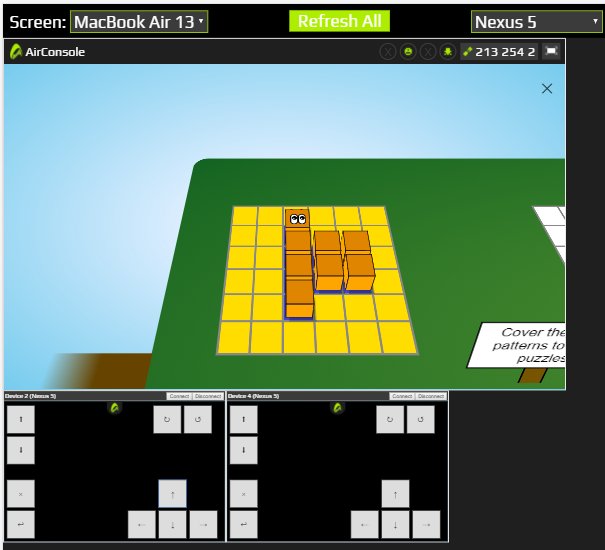 Screen: MacBook Air 13 Refresh All Nexus 5
AirConsole 213 254 2
Cover the
patterns to
puzzles
Device 2 (Nexus 5) Connect Disconnect Device 4 (Nexus 5) Connect Disconnect